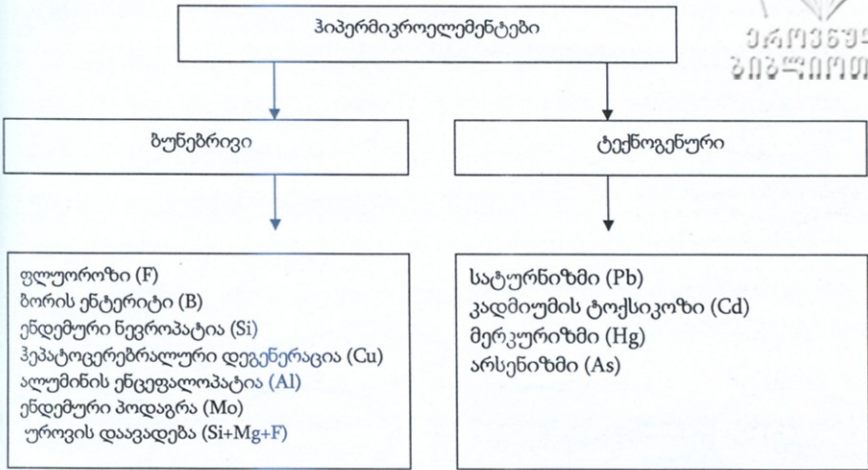 ჰიპერმიკროელემენტები
ბუნებრივი
ტექნოგენური
ფლუოროზი (F)
ბორის ენტერიტი (B)
ენდემური ნევროპატია (Si)
ჰეპატოცერებრალური დეგენერაცია (Cu)
ალუმინის ენცეფალოპატია (Al)
ენდემური პოდაგრა (Mo)
უროვის დაავადება (Si+Mg+F)
სატურნიზმი (Pb)
კადმიუმის ტოქსიკოზი (Cd)
მერკურიზმი (Hg)
არსენიზმი (As)